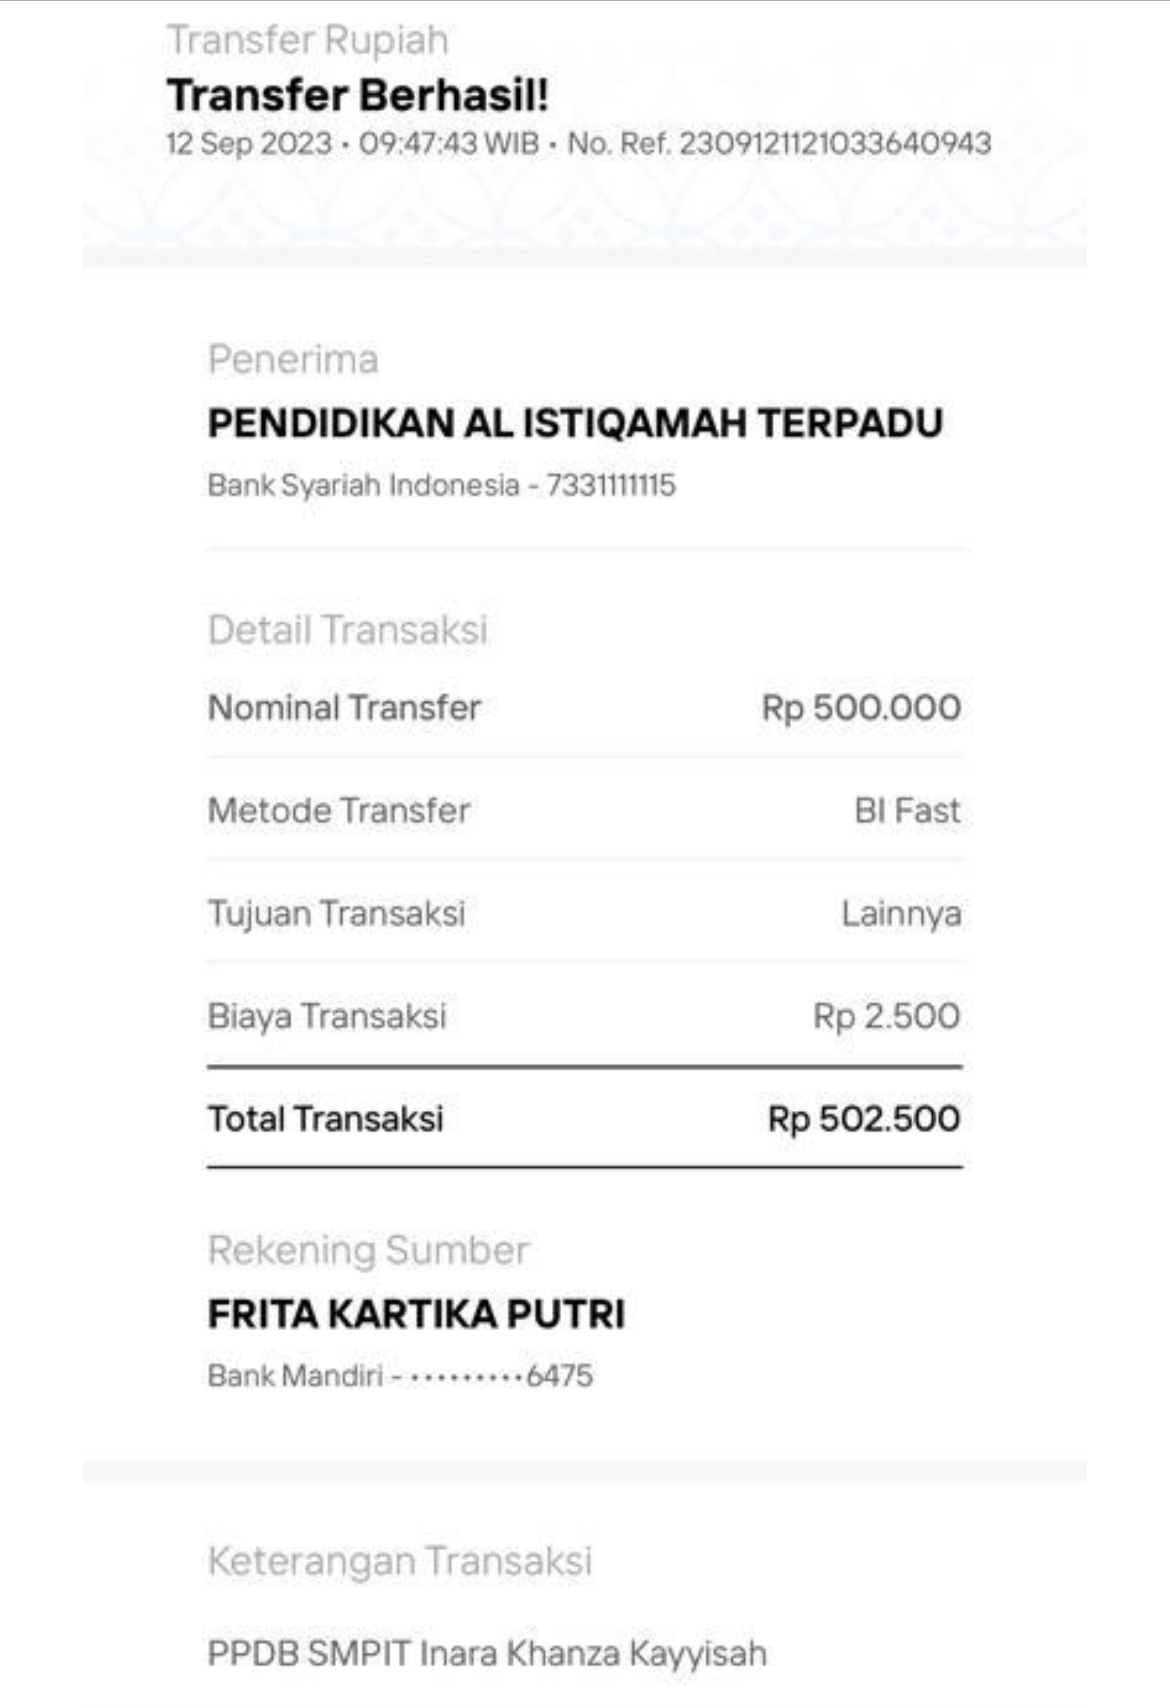 Transfer Rupiah
Transfer Berhasil!
12 Sep 2023 • 09:47:43 WIB • No. Ref. 2309121121033640943
Penerima
PENDIDIKAN AL ISTIQAMAH TERPADU
Bank Syariah Indonesia - 7331111115
Detail Transaksi
Nominal Transfer Rp 500.000
Metode Transfer BI Fast
Tujuan Transaksi Lainnya
Biaya Transaksi Rp 2.500
Total Transaksi Rp 502.500
Rekening Sumber
FRITA KARTIKA PUTRI
Bank Mandiri - •••••••••6475
Keterangan Transaksi
PPDB SMPIT Inara Khanza Kayyisah